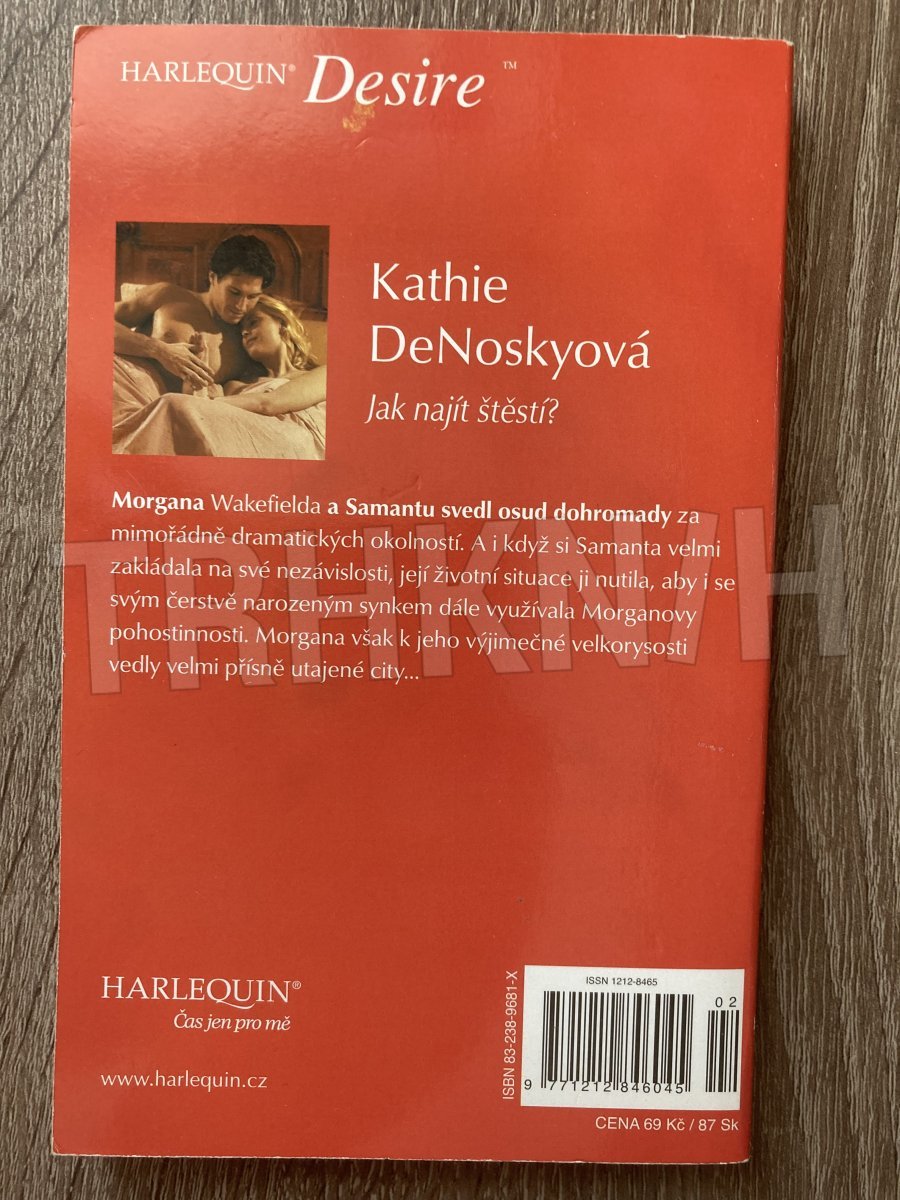 HARLEQUIN® Desire ™
Kathie
DeNoskyová
Jak najít štěstí?
Morgana Wakefielda a Samantu svedl osud dohromady za
mimořádně dramatických okolností. A i když si Samanta velmi
zakládala na své nezávislosti, její životní situace ji nutila, aby i se
svým čerstvě narozeným synkem dále využívala Morganovy
pohostinnosti. Morgana však k jeho výjimečné velkorysosti
vedly velmi přísně utajené city...
TRHKNIH
HARLEQUIN®
Čas jen pro mě
www.harlequin.cz
ISBN 83-238-9681-X
ISSN 1212-8465
02
9 771212 846045
CENA 69 Kč / 87 Sk